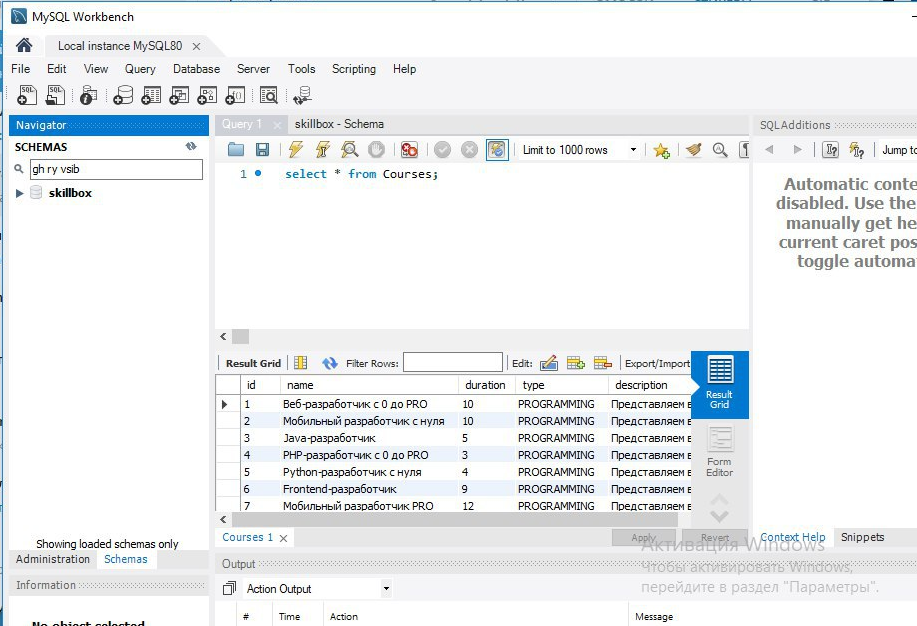 MySQL Workbench
Local instance MySQL80
File Edit View Query Database Server Tools Scripting Help
Navigator
SCHEMAS
gh ry vsib
skillbox
Showing loaded schemas only
Administration Schemas
Information
No object selected
Query 1 skillbox - Schema
Limit to 1000 rows
1 select * from Courses;
Result Grid Filter Rows: Edit: Export/Import
id name duration type description
1 Веб-разработчик с 0 до PRO 10 PROGRAMMING Представляем в
2 Мобильный разработчик с нуля 10 PROGRAMMING Представляем в
3 Java-разработчик 5 PROGRAMMING Представляем в
4 PHP-разработчик с 0 до PRO 3 PROGRAMMING Представляем в
5 Python-разработчик с нуля 4 PROGRAMMING Представляем в
6 Frontend-разработчик 9 PROGRAMMING Представляем в
7 Мобильный разработчик PRO 12 PROGRAMMING Представляем в
Result
Grid
Form
Editor
Courses 1 Apply Revert
Output
Action Output
# Time Action Message
SQLAdditions
Jump to
Automatic conte
disabled. Use the
manually get he
current caret pos
toggle automa
Context Help Snippets
Активация Windows
Чтобы активировать Windows,
перейдите в раздел "Параметры".